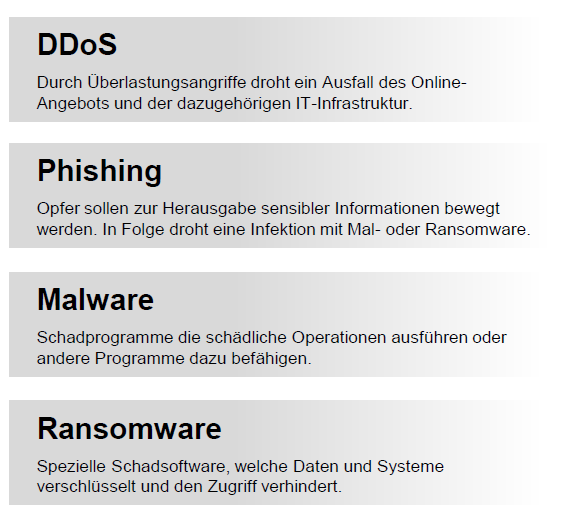 DDoS
Durch Überlastungsangriffe droht ein Ausfall des Online-
Angebots und der dazugehörigen IT-Infrastruktur.
Phishing
Opfer sollen zur Herausgabe sensibler Informationen bewegt
werden. In Folge droht eine Infektion mit Mal- oder Ransomware.
Malware
Schadprogramme die schädliche Operationen ausführen oder
andere Programme dazu befähigen.
Ransomware
Spezielle Schadsoftware, welche Daten und Systeme
verschlüsselt und den Zugriff verhindert.